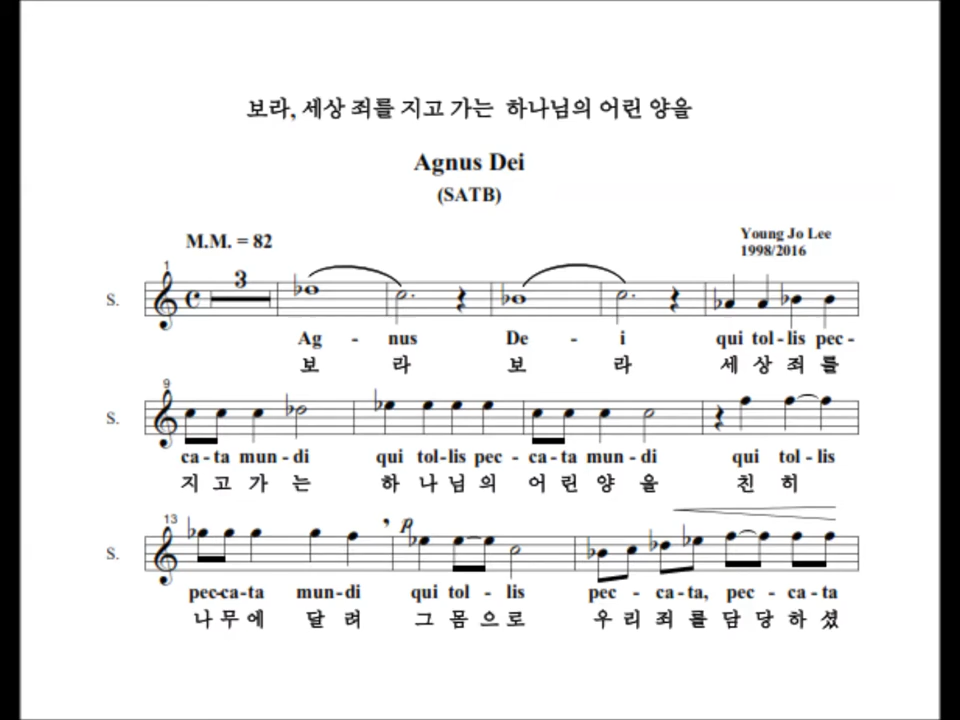 보라, 세상 죄를 지고 가는 하나님의 어린 양을
Agnus Dei
(SATB)
M.M. = 82
Young Jo Lee
1998/2016
1
3
S.
Ag - nus De - i qui tol - lis pec -
보 라 보 라 세 상 죄 를
9
S.
ca - ta mun - di qui tol - lis pec - ca - ta mun - di qui tol - lis
지 고 가 는 하 나 님 의 어 린 양 을 친 히
13
p
S.
pec - ca - ta mun - di qui tol - lis pec - ca - ta, pec - ca - ta
나 무 에 달 려 그 몸 으 로 우 리 죄 를 담 당 하 셨